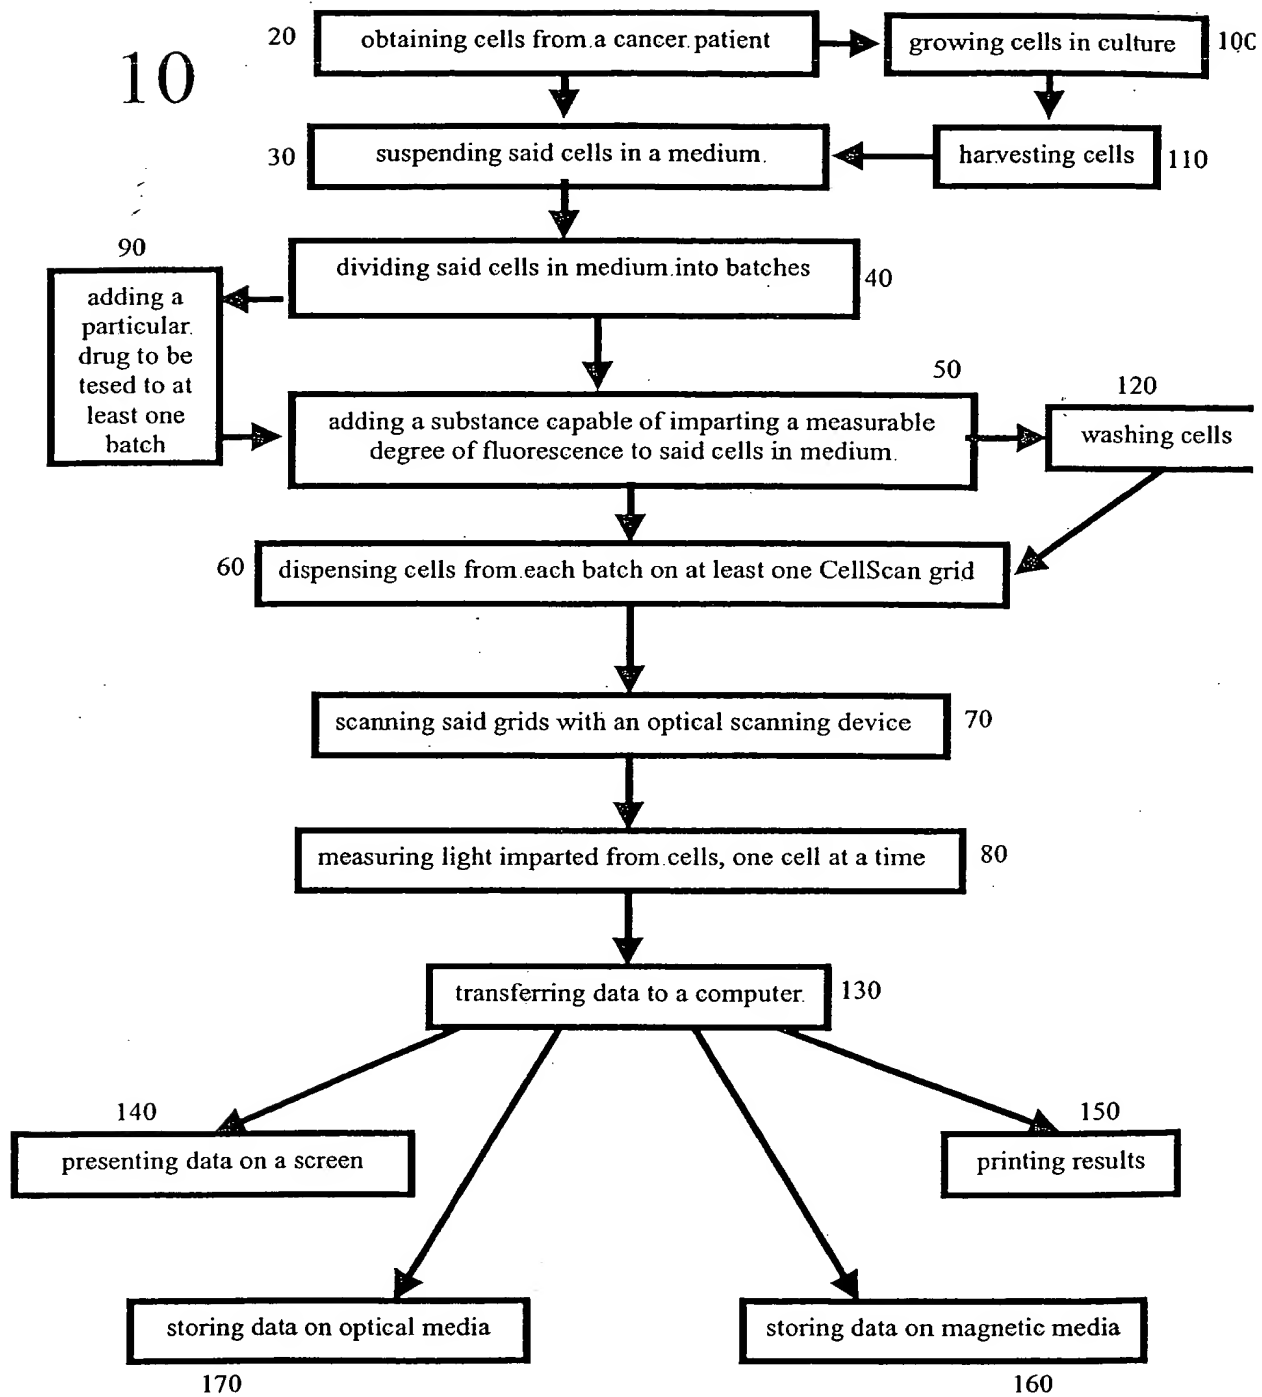 10
20
obtaining cells from a cancer patient
growing cells in culture
10C
30
suspending said cells in a medium.
harvesting cells
110
90
dividing said cells in medium into batches
40
adding a
particular
drug to be
tesed to at
least one
batch
50
adding a substance capable of imparting a measurable
degree of fluorescence to said cells in medium.
120
washing cells
60
dispensing cells from each batch on at least one CellScan grid
scanning said grids with an optical scanning device
70
measuring light imparted from cells, one cell at a time
80
transferring data to a computer.
130
140
presenting data on a screen
150
printing results
storing data on optical media
170
storing data on magnetic media
160